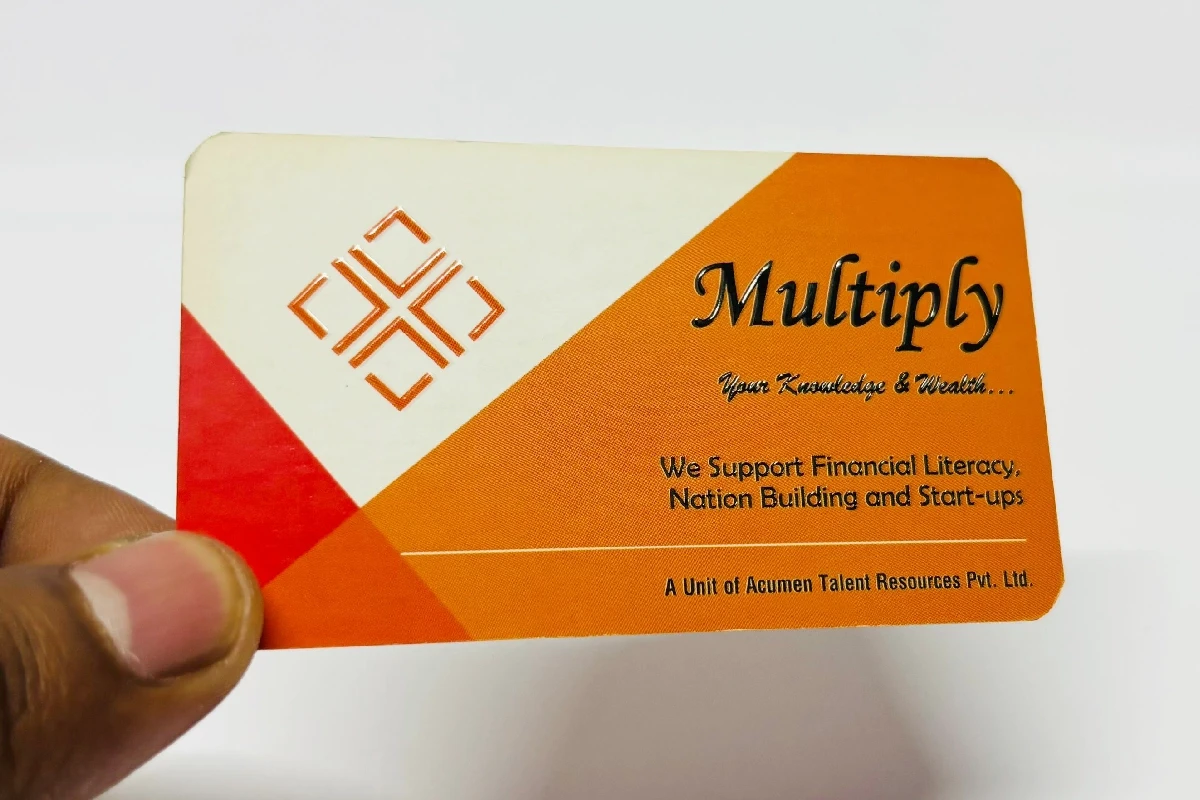 Multiply
Your Knowledge & Wealth...
We Support Financial Literacy,
Nation Building and Start-ups
A Unit of Acumen Talent Resources Pvt. Ltd.